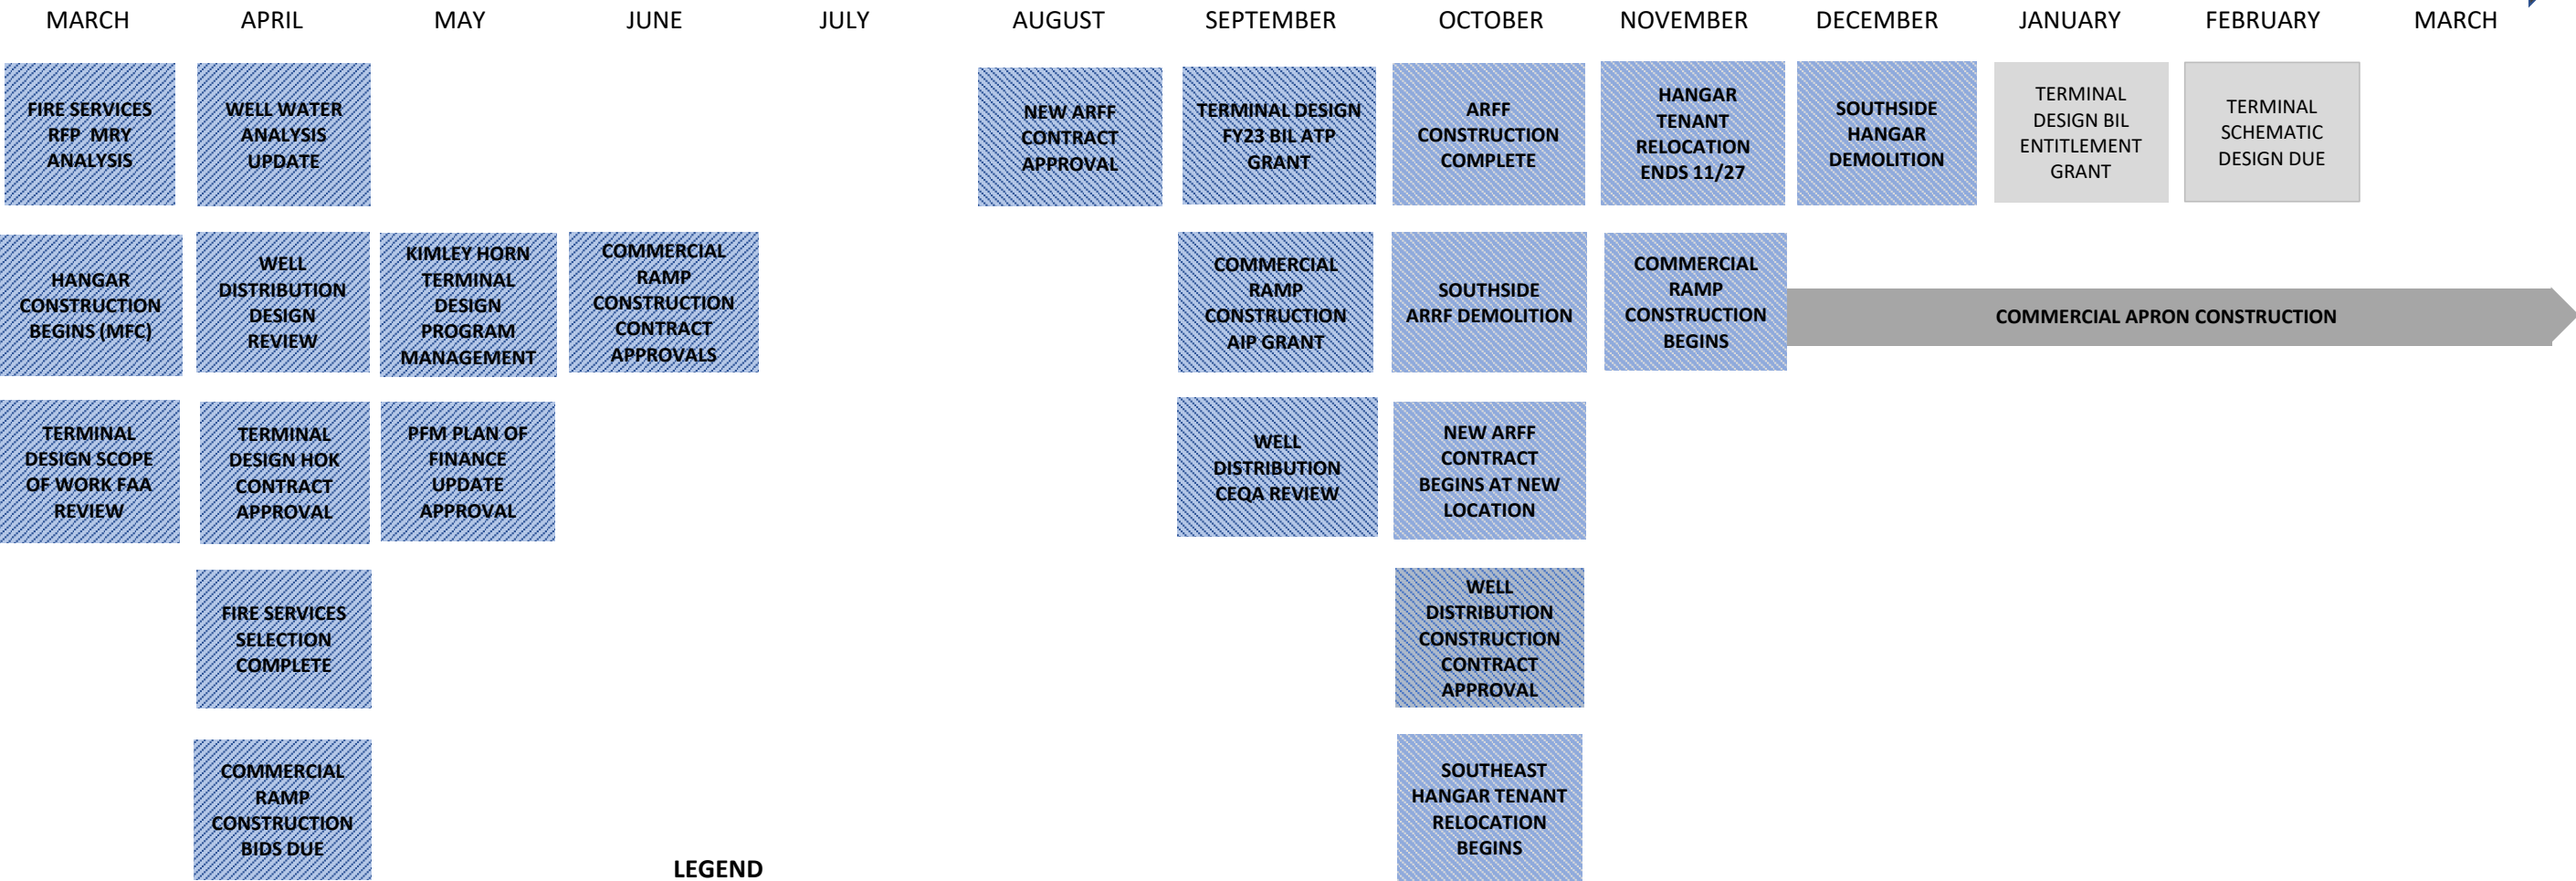 MARCH APRIL MAY JUNE JULY AUGUST SEPTEMBER OCTOBER NOVEMBER DECEMBER JANUARY FEBRUARY MARCH
FIRE SERVICES
RFP MRY
ANALYSIS
WELL WATER
ANALYSIS
UPDATE
NEW ARFF
CONTRACT
APPROVAL
TERMINAL DESIGN
FY23 BIL ATP
GRANT
ARFF
CONSTRUCTION
COMPLETE
HANGAR
TENANT
RELOCATION
ENDS 11/27
SOUTHSIDE
HANGAR
DEMOLITION
TERMINAL
DESIGN BIL
ENTITLEMENT
GRANT
TERMINAL
SCHEMATIC
DESIGN DUE
HANGAR
CONSTRUCTION
BEGINS (MFC)
WELL
DISTRIBUTION
DESIGN
REVIEW
KIMLEY HORN
TERMINAL
DESIGN
PROGRAM
MANAGEMENT
COMMERCIAL
RAMP
CONSTRUCTION
CONTRACT
APPROVALS
COMMERCIAL
RAMP
CONSTRUCTION
AIP GRANT
SOUTHSIDE
ARRF DEMOLITION
COMMERCIAL
RAMP
CONSTRUCTION
BEGINS
COMMERCIAL APRON CONSTRUCTION
TERMINAL
DESIGN SCOPE
OF WORK FAA
REVIEW
TERMINAL
DESIGN HOK
CONTRACT
APPROVAL
PFM PLAN OF
FINANCE
UPDATE
APPROVAL
WELL
DISTRIBUTION
CEQA REVIEW
NEW ARFF
CONTRACT
BEGINS AT NEW
LOCATION
FIRE SERVICES
SELECTION
COMPLETE
WELL
DISTRIBUTION
CONSTRUCTION
CONTRACT
APPROVAL
COMMERCIAL
RAMP
CONSTRUCTION
BIDS DUE
SOUTHEAST
HANGAR TENANT
RELOCATION
BEGINS
LEGEND